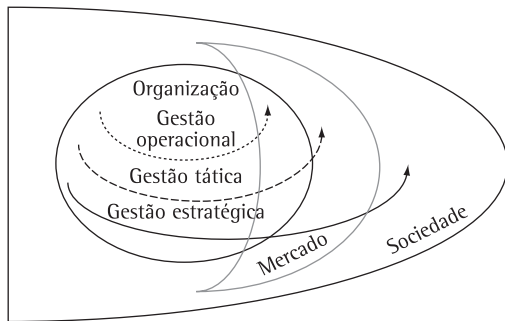 Organização
Gestão
operacional
Gestão tática
Gestão estratégica
Mercado
Sociedade